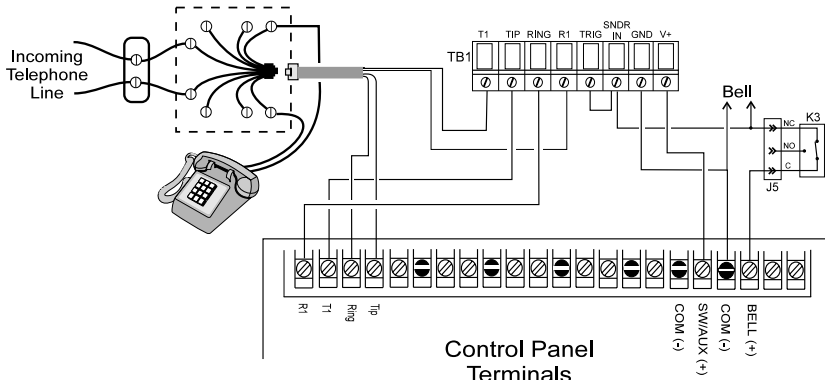 Incoming
Telephone
Line
T1 TIP RING R1 TRIG SNDR IN GND V+
TB1
Bell
NC
K3
NO
C
J5
R1
T1
Ring
Tip
COM (-)
SW/AUX (+)
COM (-)
BELL (+)
Control Panel
Terminals